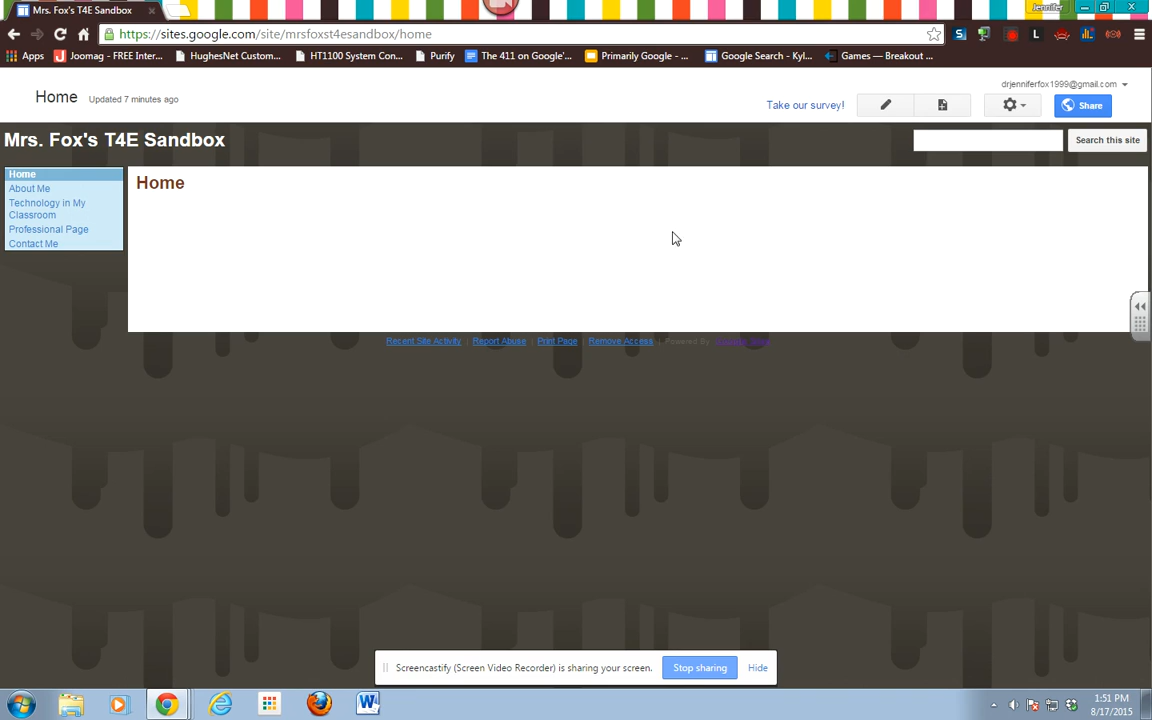 Mrs. Fox's T4E Sandbox
Jennifer
https://sites.google.com/site/mrsfoxst4esandbox/home
Apps Joomag - FREE Inter... HughesNet Custom... HT1100 System Con... Purify The 411 on Google'... Primarily Google - ... Google Search - Kyl... Games — Breakout ...
drjenniferfox1999@gmail.com
Home Updated 7 minutes ago Take our survey! Share
Mrs. Fox's T4E Sandbox Search this site
Home
About Me
Technology in My
Classroom
Professional Page
Contact Me
Home
Recent Site Activity | Report Abuse | Print Page | Remove Access | Powered By
Screencastify (Screen Video Recorder) is sharing your screen. Stop sharing Hide
1:51 PM
8/17/2015